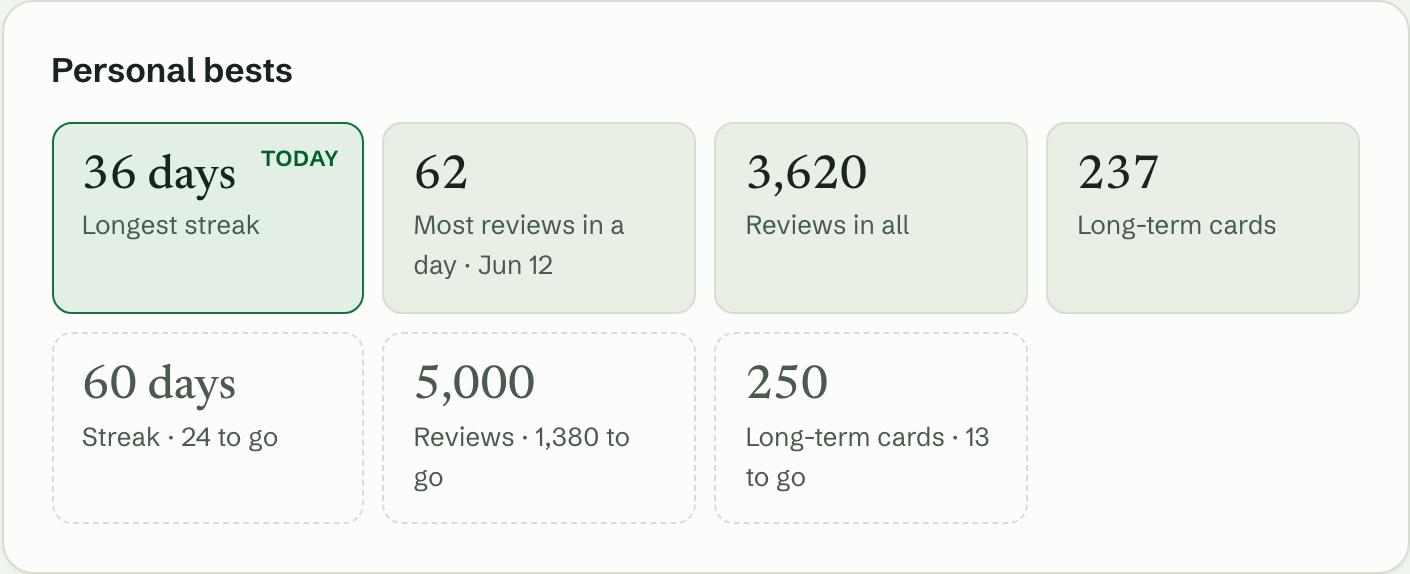 Personal bests
36 days
TODAY
Longest streak
62
Most reviews in a
day · Jun 12
3,620
Reviews in all
237
Long-term cards
60 days
Streak · 24 to go
5,000
Reviews · 1,380 to
go
250
Long-term cards · 13
to go